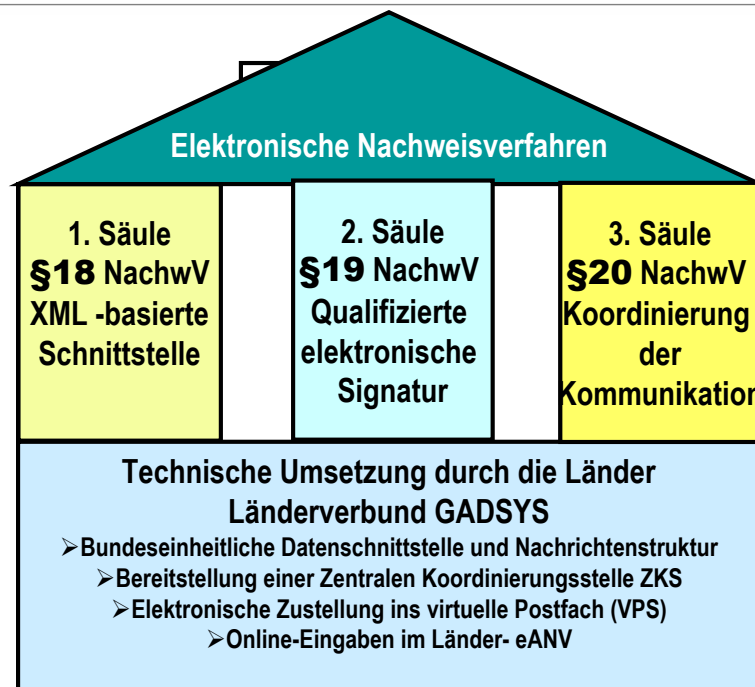 Elektronische Nachweisverfahren
1. Säule
§18 NachwV
XML -basierte
Schnittstelle
2. Säule
§19 NachwV
Qualifizierte
elektronische
Signatur
3. Säule
§20 NachwV
Koordinierung
der
Kommunikation
Technische Umsetzung durch die Länder
Länderverbund GADSYS
➢Bundeseinheitliche Datenschnittstelle und Nachrichtenstruktur
➢Bereitstellung einer Zentralen Koordinierungsstelle ZKS
➢Elektronische Zustellung ins virtuelle Postfach (VPS)
➢Online-Eingaben im Länder- eANV